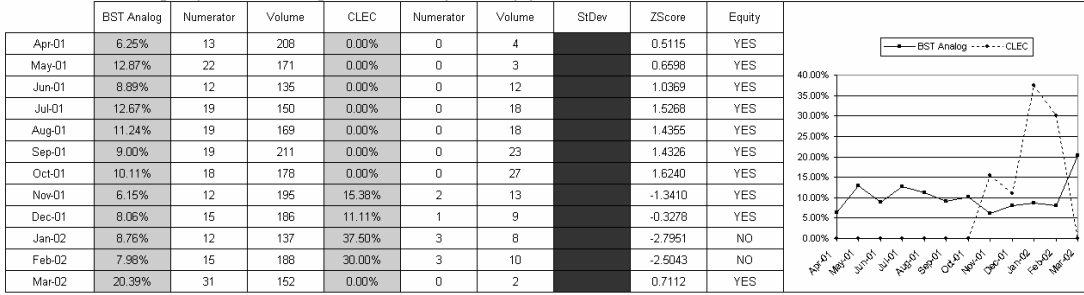 BST Analog Numerator Volume CLEC Numerator Volume StDev ZScore Equity
Apr-01 6.25% 13 208 0.00% 0 4 0.5115 YES
May-01 12.87% 22 171 0.00% 0 3 0.6598 YES
Jun-01 8.89% 12 135 0.00% 0 12 1.0369 YES
Jul-01 12.67% 19 150 0.00% 0 18 1.5268 YES
Aug-01 11.24% 19 169 0.00% 0 18 1.4355 YES
Sep-01 9.00% 19 211 0.00% 0 23 1.4326 YES
Oct-01 10.11% 18 178 0.00% 0 27 1.6240 YES
Nov-01 6.15% 12 195 15.38% 2 13 -1.3410 YES
Dec-01 8.06% 15 186 11.11% 1 9 -0.3278 YES
Jan-02 8.76% 12 137 37.50% 3 8 -2.7951 NO
Feb-02 7.98% 15 188 30.00% 3 10 -2.5043 NO
Mar-02 20.39% 31 152 0.00% 0 2 0.7112 YES
BST Analog CLEC
40.00%
35.00%
30.00%
25.00%
20.00%
15.00%
10.00%
5.00%
0.00%
Apr-01 May-01 Jun-01 Jul-01 Aug-01 Sep-01 Oct-01 Nov-01 Dec-01 Jan-02 Feb-02 Mar-02